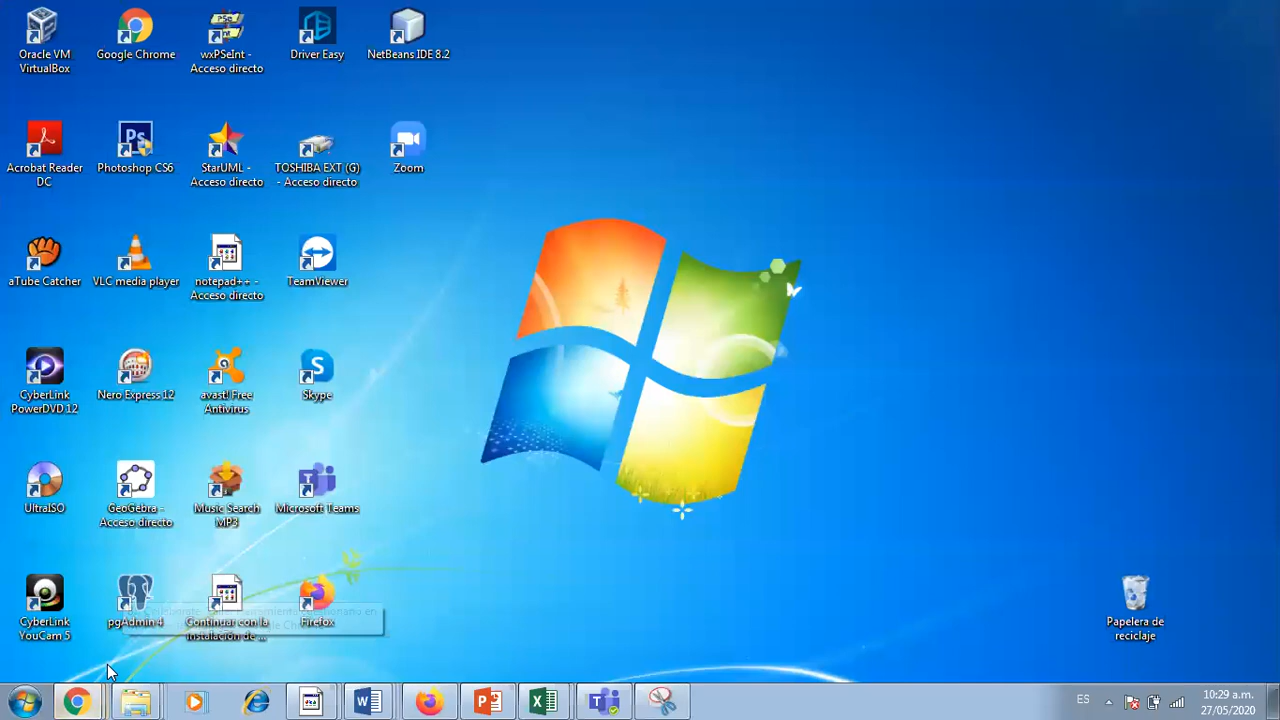 Oracle VM
VirtualBox
Google Chrome
wxPSeInt -
Acceso directo
Driver Easy
NetBeans IDE 8.2
Acrobat Reader
DC
Photoshop CS6
StarUML -
Acceso directo
TOSHIBA EXT (G)
- Acceso directo
Zoom
aTube Catcher
VLC media player
notepad++ -
Acceso directo
TeamViewer
CyberLink
PowerDVD 12
Nero Express 12
avast! Free
Antivirus
Skype
UltraISO
GeoGebra -
Acceso directo
Music Search
MP3
Microsoft Teams
CyberLink
YouCam 5
pgAdmin 4
Continuar con la
instalación de ...
Firefox
Papelera de
reciclaje
ES
10:29 a.m.
27/05/2020